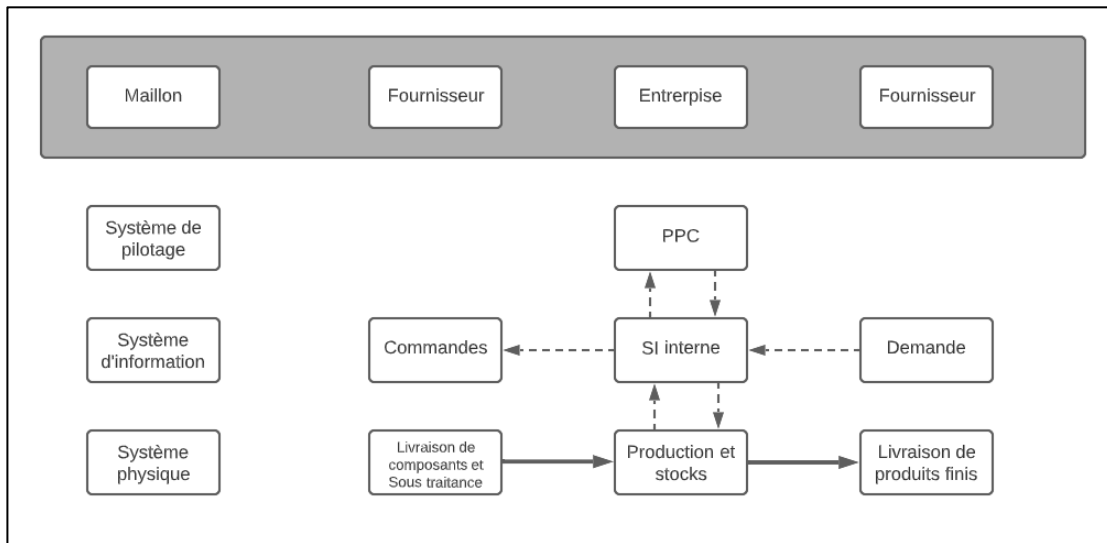 Maillon
Fournisseur
Entrerpise
Fournisseur
Système de
pilotage
PPC
Système
d'information
Commandes
SI interne
Demande
Système
physique
Livraison de
composants et
Sous traitance
Production et
stocks
Livraison de
produits finis